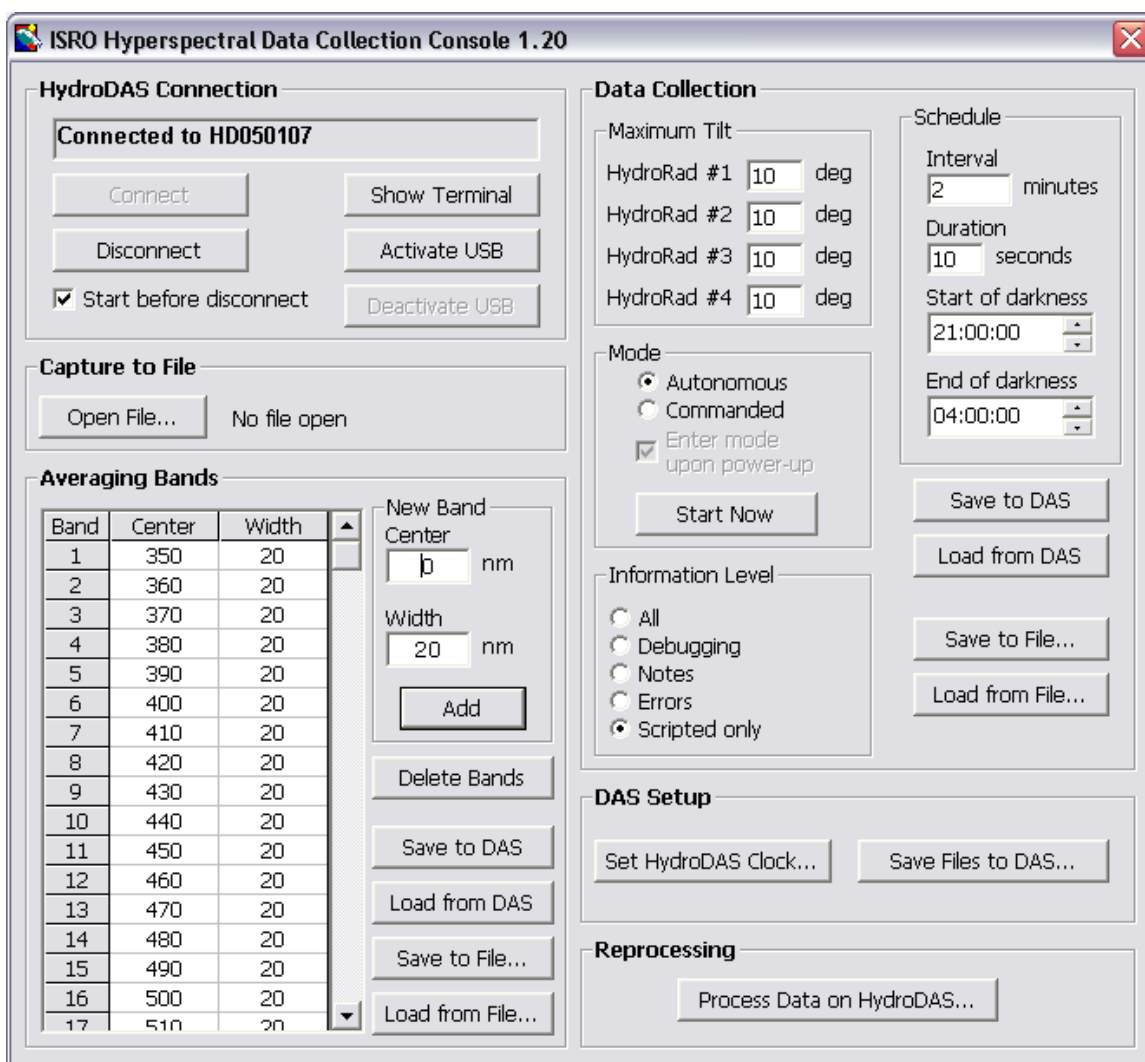 ISRO Hyperspectral Data Collection Console 1.20
HydroDAS Connection
Connected to HD050107
Connect
Show Terminal
Disconnect
Activate USB
Start before disconnect
Deactivate USB
Capture to File
Open File...
No file open
Averaging Bands
Band Center Width
1 350 20
2 360 20
3 370 20
4 380 20
5 390 20
6 400 20
7 410 20
8 420 20
9 430 20
10 440 20
11 450 20
12 460 20
13 470 20
14 480 20
15 490 20
16 500 20
17 510 20
New Band
Center
0 nm
Width
20 nm
Add
Delete Bands
Save to DAS
Load from DAS
Save to File...
Load from File...
Data Collection
Maximum Tilt
HydroRad #1 10 deg
HydroRad #2 10 deg
HydroRad #3 10 deg
HydroRad #4 10 deg
Mode
Autonomous
Commanded
Enter mode
upon power-up
Start Now
Information Level
All
Debugging
Notes
Errors
Scripted only
Schedule
Interval
2 minutes
Duration
10 seconds
Start of darkness
21:00:00
End of darkness
04:00:00
Save to DAS
Load from DAS
Save to File...
Load from File...
DAS Setup
Set HydroDAS Clock...
Save Files to DAS...
Reprocessing
Process Data on HydroDAS...